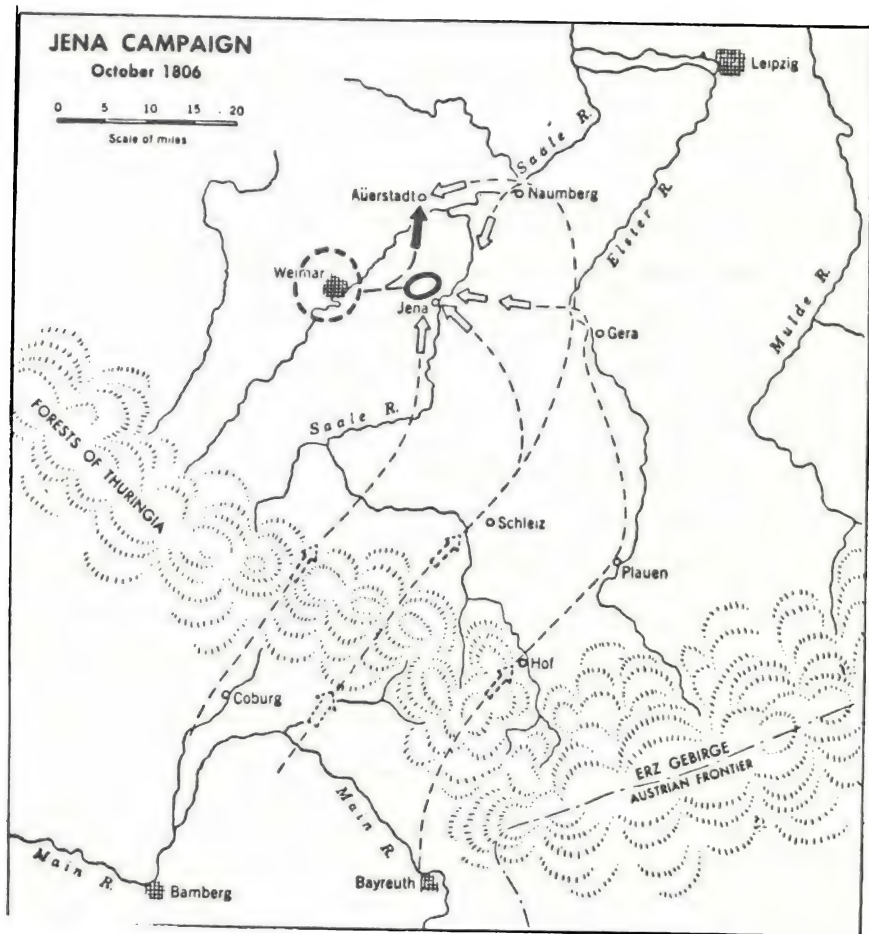 JENA CAMPAIGN
October 1806
0 5 10 15 20
Scale of miles
Leipzig
Saale R.
Aüerstadt
Naumberg
Elster R.
Weimar
Jena
Gera
Mulde R.
Saale R.
FORESTS OF THURINGIA
Schleiz
Plauen
Hof
Coburg
ERZ GEBIRGE
AUSTRIAN FRONTIER
Main R.
Main R.
Bamberg
Bayreuth